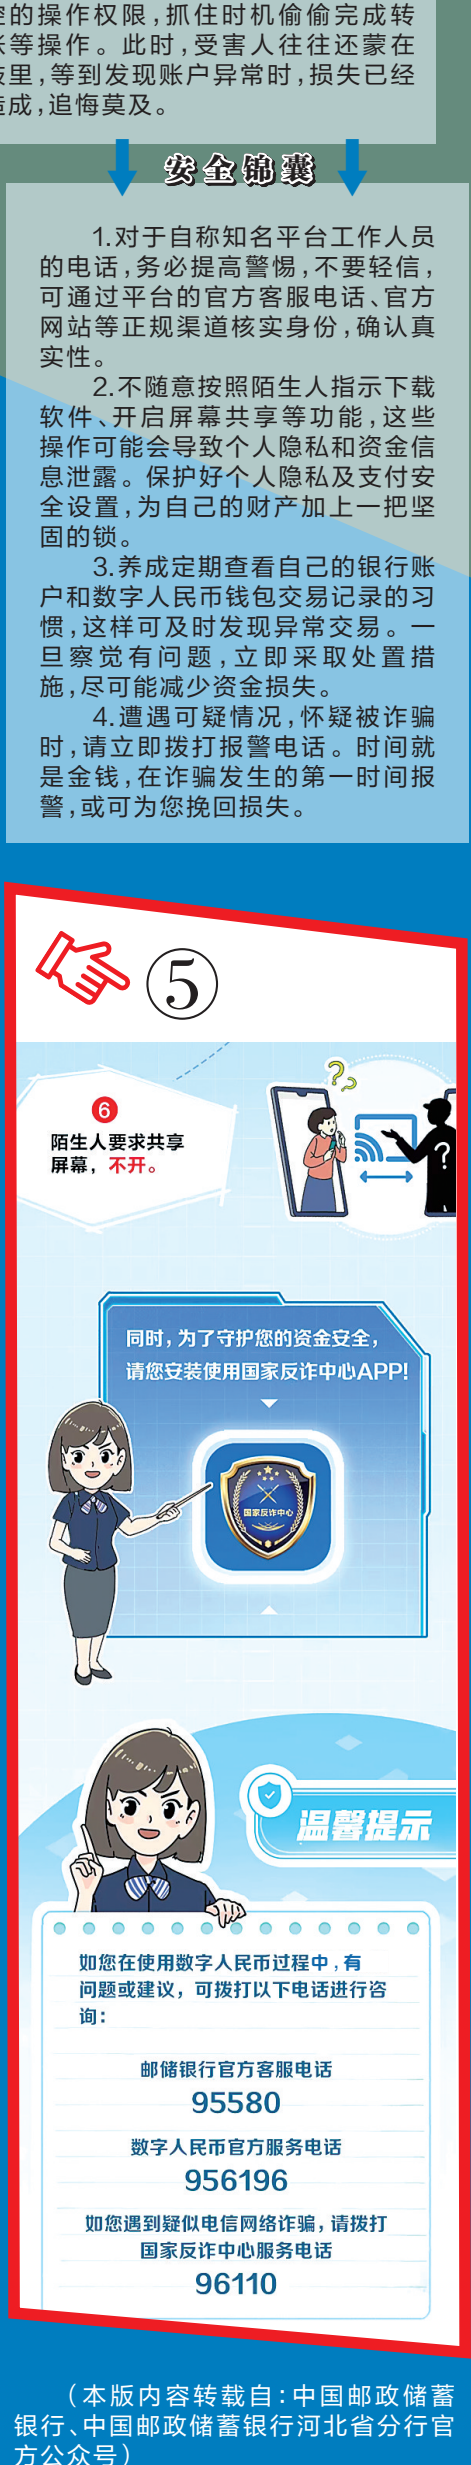 的操作权限,抓住时机偷偷完成转
等操作。此时,受害人往往还蒙在
里,等到发现账户异常时,损失已经
成,追悔莫及。
安全锦囊
1.对于自称知名平台工作人员
的电话,务必提高警惕,不要轻信,
可通过平台的官方客服电话、官方
网站等正规渠道核实身份,确认真
实性。
2.不随意按照陌生人指示下载
软件、开启屏幕共享等功能,这些
操作可能会导致个人隐私和资金信
息泄露。保护好个人隐私及支付安
全设置,为自己的财产加上一把坚
固的锁。
3.养成定期查看自己的银行账
户和数字人民币钱包交易记录的习
惯,这样可及时发现异常交易。一
旦察觉有问题,立即采取处置措
施,尽可能减少资金损失。
4.遭遇可疑情况,怀疑被诈骗
时,请立即拨打报警电话。时间就
是金钱,在诈骗发生的第一时间报
警,或可为您挽回损失。
⑤
6
陌生人要求共享
屏幕，不开。
? ?
?
同时，为了守护您的资金安全，
请您安装使用国家反诈中心APP!
国家反诈中心
温馨提示
如您在使用数字人民币过程中，有
问题或建议，可拨打以下电话进行咨
询：
邮储银行官方客服电话
95580
数字人民币官方服务电话
956196
如您遇到疑似电信网络诈骗，请拨打
国家反诈中心服务电话
96110
（本版内容转载自:中国邮政储蓄
银行、中国邮政储蓄银行河北省分行官
方公众号）